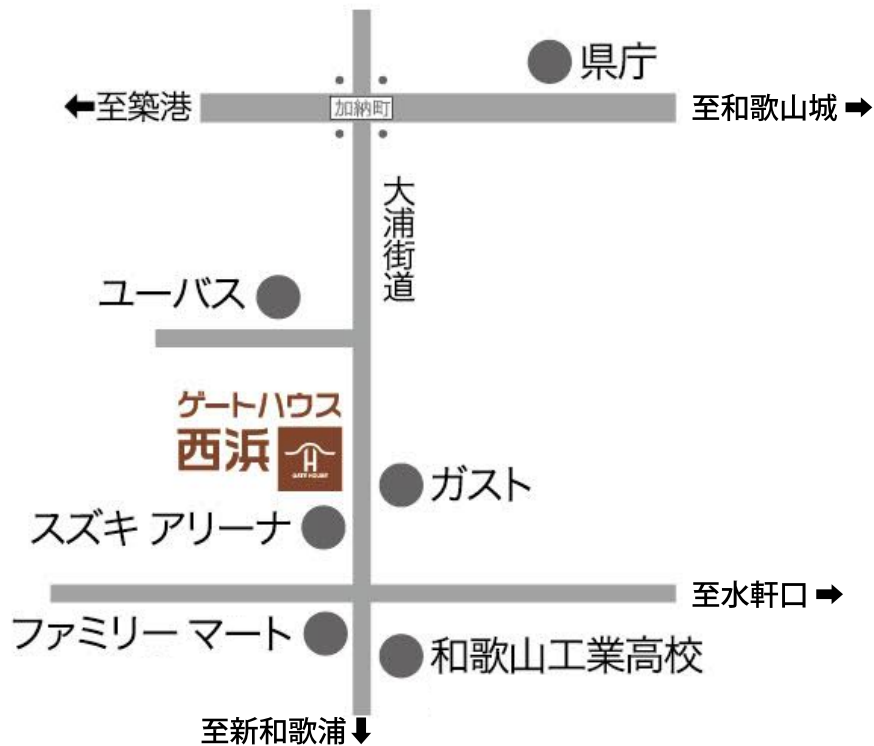 県庁
←至築港
加納町
至和歌山城→
大浦街道
ユーバス
ゲートハウス
西浜
GATE HOUSE
ガスト
スズキ アリーナ
至水軒口→
ファミリー マート
和歌山工業高校
至新和歌浦↓